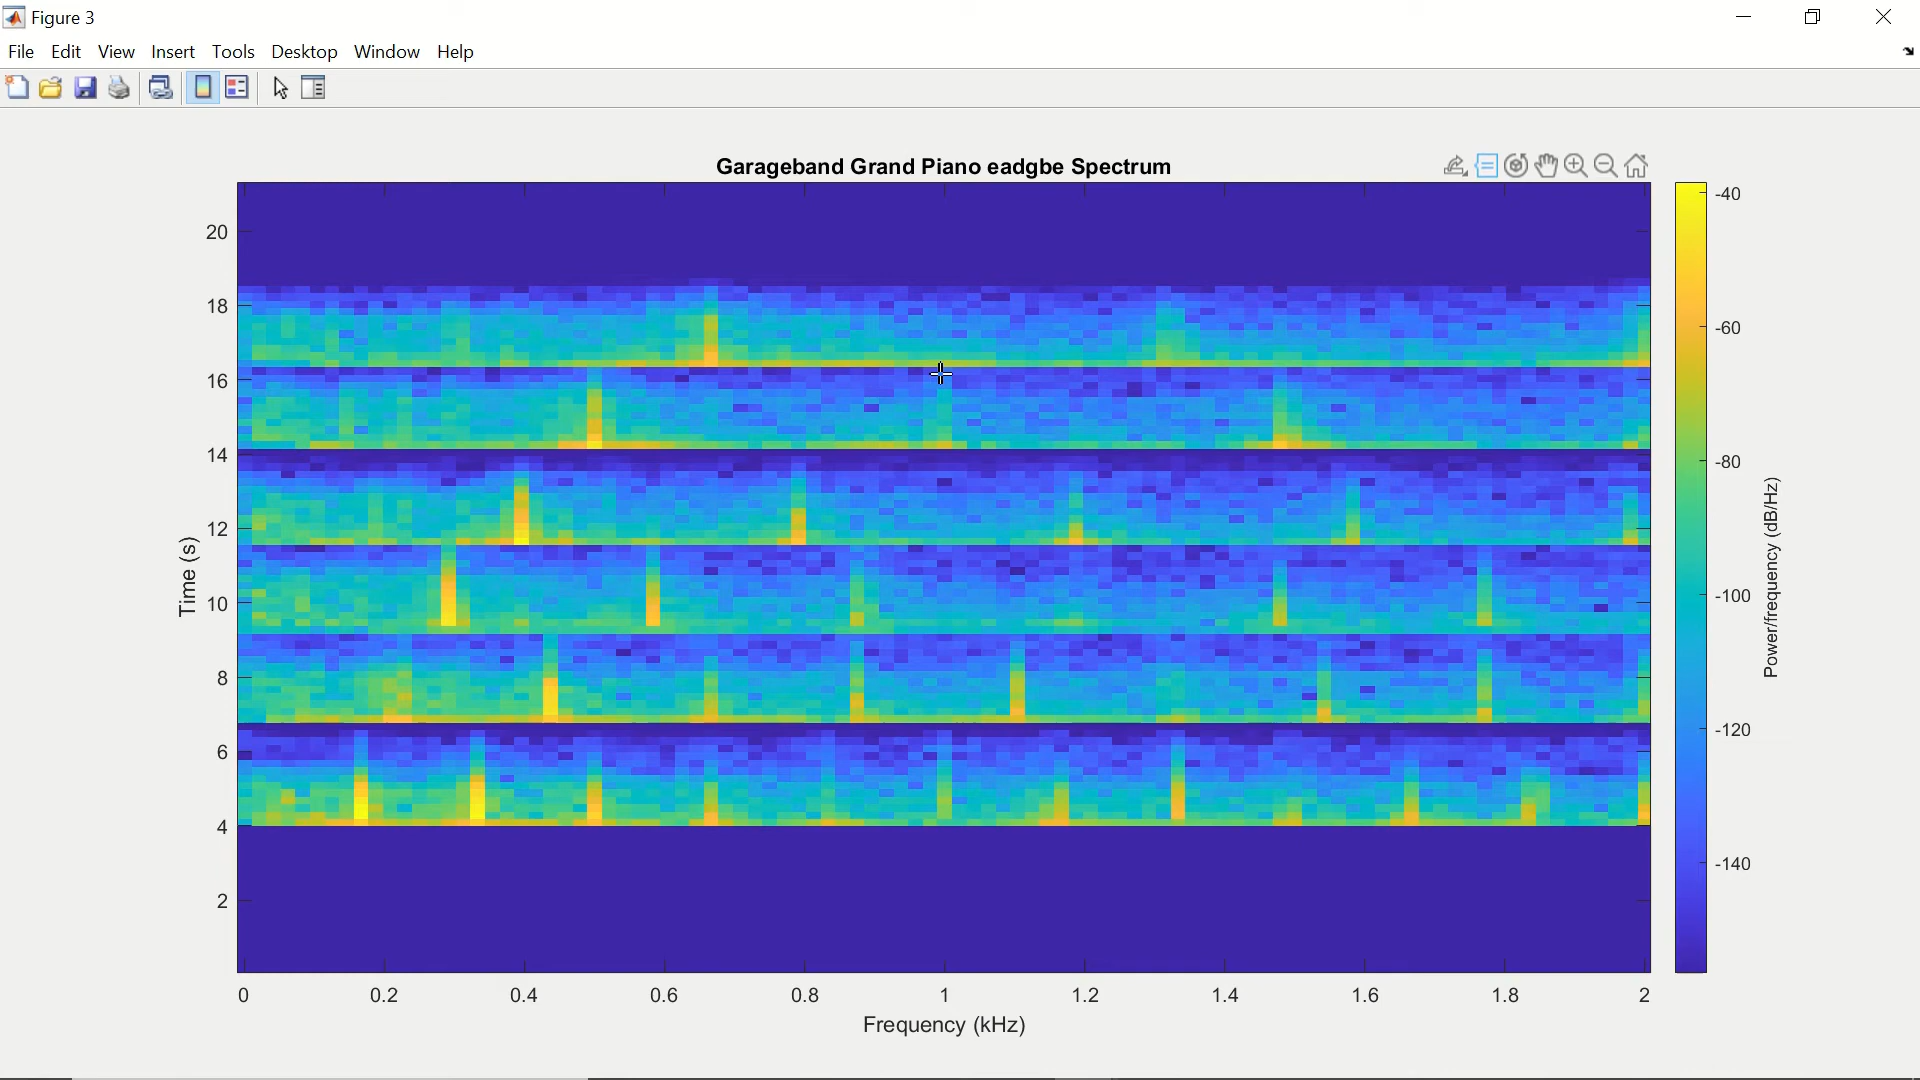 Figure 3
File Edit View Insert Tools Desktop Window Help
Garageband Grand Piano eadgbe Spectrum
20
18
16
14
12
10
8
6
4
2
Time (s)
0 0.2 0.4 0.6 0.8 1 1.2 1.4 1.6 1.8 2
Frequency (kHz)
-40
-60
-80
-100
-120
-140
Power/frequency (dB/Hz)